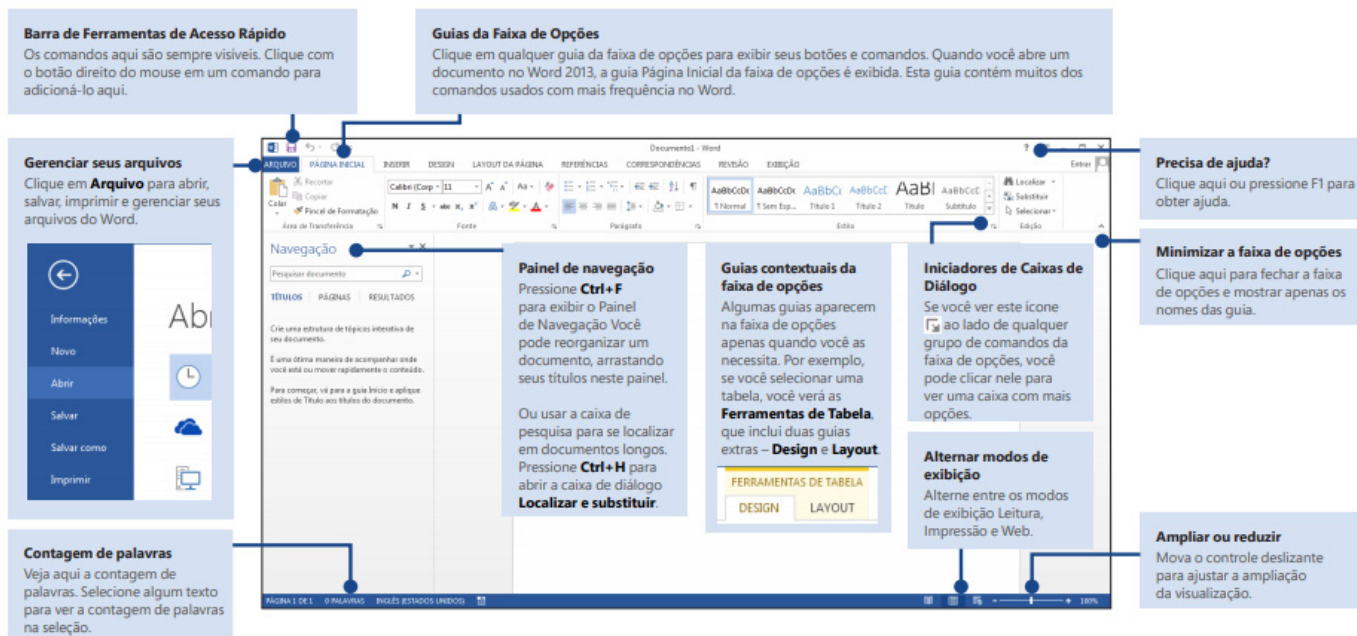 Barra de Ferramentas de Acesso Rápido
Os comandos aqui são sempre visíveis. Clique com
o botão direito do mouse em um comando para
adicioná-lo aqui.
Guias da Faixa de Opções
Clique em qualquer guia da faixa de opções para exibir seus botões e comandos. Quando você abre um
documento no Word 2013, a guia Página Inicial da faixa de opções é exibida. Esta guia contém muitos dos
comandos usados com mais frequência no Word.
Gerenciar seus arquivos
Clique em Arquivo para abrir,
salvar, imprimir e gerenciar seus
arquivos do Word.
Informações
Novo
Abrir
Salvar
Salvar como
Imprimir
Abr
Contagem de palavras
Veja aqui a contagem de
palavras. Selecione algum texto
para ver a contagem de palavras
na seleção.
Documento1 - Word
ARQUIVO PÁGINA INICIAL INSERIR DESIGN LAYOUT DA PÁGINA REFERÊNCIAS CORRESPONDÊNCIAS REVISÃO EXIBIÇÃO Entrar
Colar
Recortar
Copiar
Pincel de Formatação
Área de Transferência
Calibri (Corp 11
N I S abc x, x²
Fonte
Parágrafo
AaBbCcDc AaBbCcDc AaBbCc AaBbCcC AaB AaBbCcC
¶ Normal ¶ Sem Esp... Título 1 Título 2 Título Subtítulo
Estilo
Localizar
Substituir
Selecionar
Edição
Navegação
Pesquisar documento
TÍTULOS PÁGINAS RESULTADOS
Crie uma estrutura de tópicos interativa de
seu documento.
É uma ótima maneira de acompanhar onde
você está ou mover rapidamente o conteúdo.
Para começar, vá para a guia Início e aplique
estilos de Título aos títulos do documento.
Painel de navegação
Pressione Ctrl+F
para exibir o Painel
de Navegação Você
pode reorganizar um
documento, arrastando
seus títulos neste painel.
Ou usar a caixa de
pesquisa para se localizar
em documentos longos.
Pressione Ctrl+H para
abrir a caixa de diálogo
Localizar e substituir.
Guias contextuais da
faixa de opções
Algumas guias aparecem
na faixa de opções
apenas quando você as
necessita. Por exemplo,
se você selecionar uma
tabela, você verá as
Ferramentas de Tabela,
que inclui duas guias
extras – Design e Layout.
FERRAMENTAS DE TABELA
DESIGN LAYOUT
Iniciadores de Caixas de
Diálogo
Se você ver este ícone
ao lado de qualquer
grupo de comandos da
faixa de opções, você
pode clicar nele para
ver uma caixa com mais
opções.
Alternar modos de
exibição
Alterne entre os modos
de exibição Leitura,
Impressão e Web.
PÁGINA 1 DE 1 0 PALAVRAS INGLÊS (ESTADOS UNIDOS) 100%
Precisa de ajuda?
Clique aqui ou pressione F1 para
obter ajuda.
Minimizar a faixa de opções
Clique aqui para fechar a faixa
de opções e mostrar apenas os
nomes das guia.
Ampliar ou reduzir
Mova o controle deslizante
para ajustar a ampliação
da visualização.